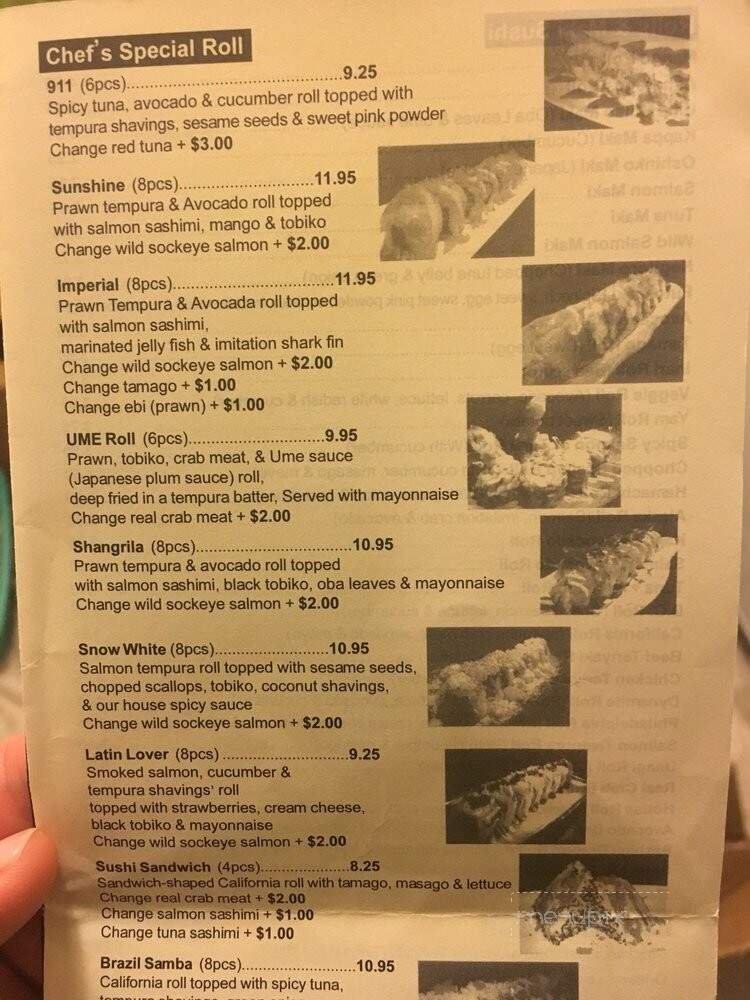 Chef's Special Roll
911 (6pcs)..............................................9.25
Spicy tuna, avocado & cucumber roll topped with
tempura shavings, sesame seeds & sweet pink powder
Change red tuna + $3.00
Sunshine (8pcs)............................11.95
Prawn tempura & Avocado roll topped
with salmon sashimi, mango & tobiko
Change wild sockeye salmon + $2.00
Imperial (8pcs)..................................11.95
Prawn Tempura & Avocada roll topped
with salmon sashimi,
marinated jelly fish & imitation shark fin
Change wild sockeye salmon + $2.00
Change tamago + $1.00
Change ebi (prawn) + $1.00
UME Roll (6pcs)............................9.95
Prawn, tobiko, crab meat, & Ume sauce
(Japanese plum sauce) roll,
deep fried in a tempura batter, Served with mayonnaise
Change real crab meat + $2.00
Shangrila (8pcs)................................10.95
Prawn tempura & avocado roll topped
with salmon sashimi, black tobiko, oba leaves & mayonnaise
Change wild sockeye salmon + $2.00
Snow White (8pcs)........................10.95
Salmon tempura roll topped with sesame seeds,
chopped scallops, tobiko, coconut shavings,
& our house spicy sauce
Change wild sockeye salmon + $2.00
Latin Lover (8pcs) ..........................9.25
Smoked salmon, cucumber &
tempura shavings' roll
topped with strawberries, cream cheese,
black tobiko & mayonnaise
Change wild sockeye salmon + $2.00
Sushi Sandwich (4pcs)....................8.25
Sandwich-shaped California roll with tamago, masago & lettuce
Change real crab meat + $2.00
Change salmon sashimi + $1.00
Change tuna sashimi + $1.00
Brazil Samba (8pcs)........................10.95
California roll topped with spicy tuna,